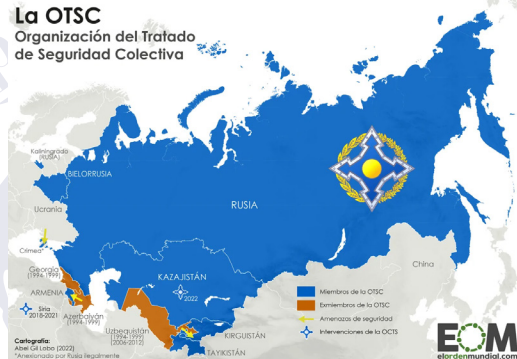 La OTSC
Organización del Tratado
de Seguridad Colectiva
Kaliningrado
(RUSIA)
BIELORRUSIA
Ucrania
RUSIA
Crimea*
Georgia
(1994-1999)
KAZAJISTÁN
2022
China
ARMENIA
Siria
2018-2021
Azerbaiyán
(1994-1999)
Uzbequistán
(1994-1999)
(2006-2012)
KIRGUISTÁN
TAYIKISTÁN
Miembros de la OTSC
Exmiembros de la OTSC
Amenazas de seguridad
Intervenciones de la OCTS
Cartografía:
Abel Gil Lobo (2022)
*Anexionado por Rusia ilegalmente
EOM
elordenmundial.com